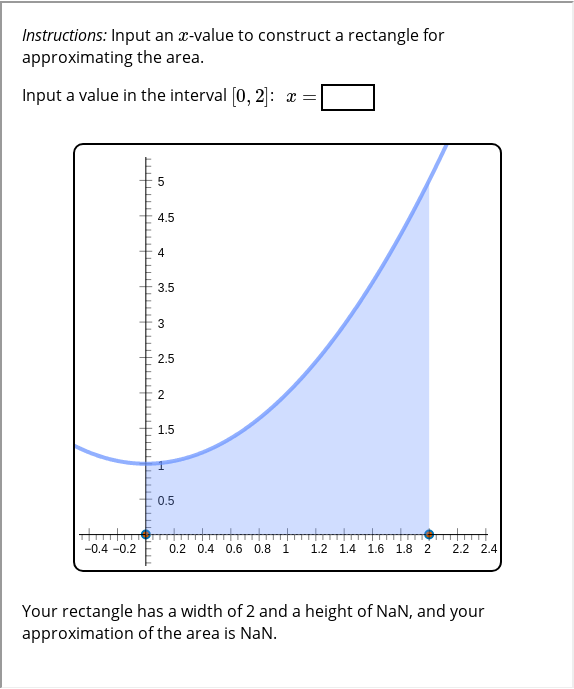 Instructions: Input an x-value to construct a rectangle for
approximating the area.
Input a value in the interval [0, 2]: x =
5
4.5
4
3.5
3
2.5
2
1.5
1
0.5
−0.4 −0.2 0.2 0.4 0.6 0.8 1 1.2 1.4 1.6 1.8 2 2.2 2.4
Your rectangle has a width of 2 and a height of NaN, and your
approximation of the area is NaN.